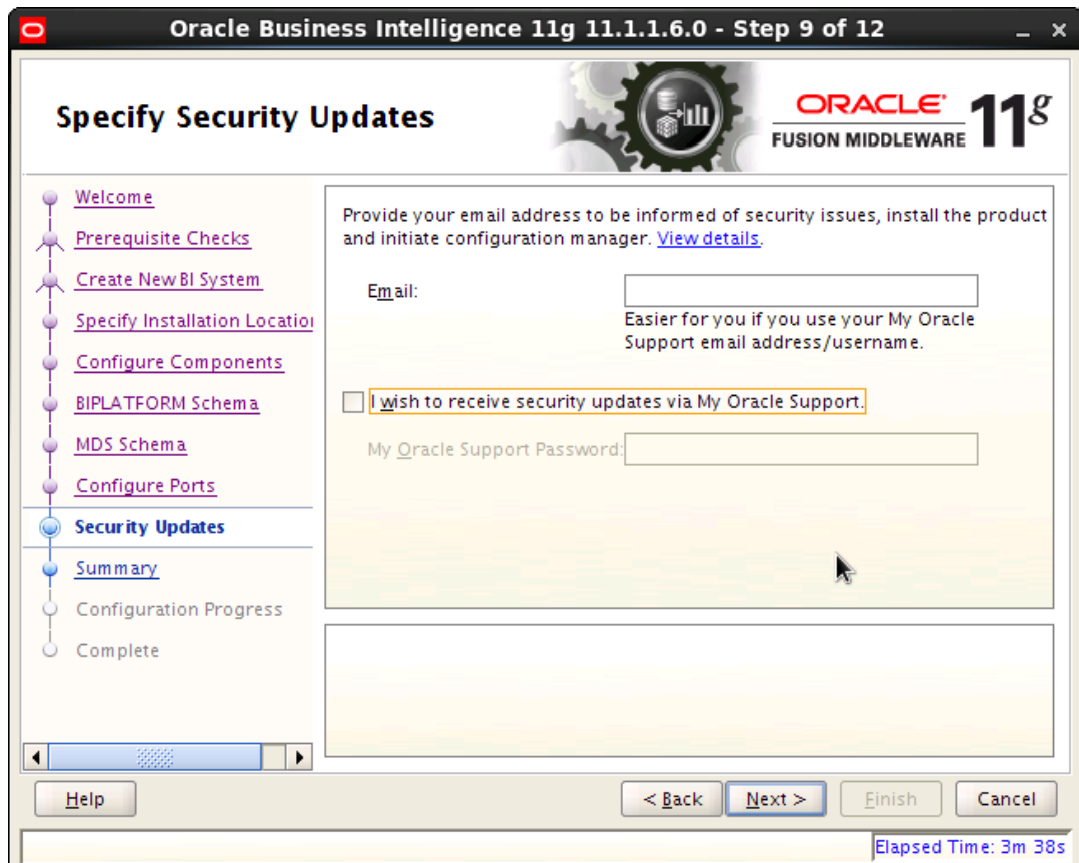 Oracle Business Intelligence 11g 11.1.1.6.0 - Step 9 of 12
Specify Security Updates
ORACLE®
FUSION MIDDLEWARE
11g
Welcome
Prerequisite Checks
Create New BI System
Specify Installation Location
Configure Components
BIPLATFORM Schema
MDS Schema
Configure Ports
Security Updates
Summary
Configuration Progress
Complete
Provide your email address to be informed of security issues, install the product
and initiate configuration manager. View details.
Email:
Easier for you if you use your My Oracle
Support email address/username.
I wish to receive security updates via My Oracle Support.
My Oracle Support Password:
Help
< Back
Next >
Finish
Cancel
Elapsed Time: 3m 38s